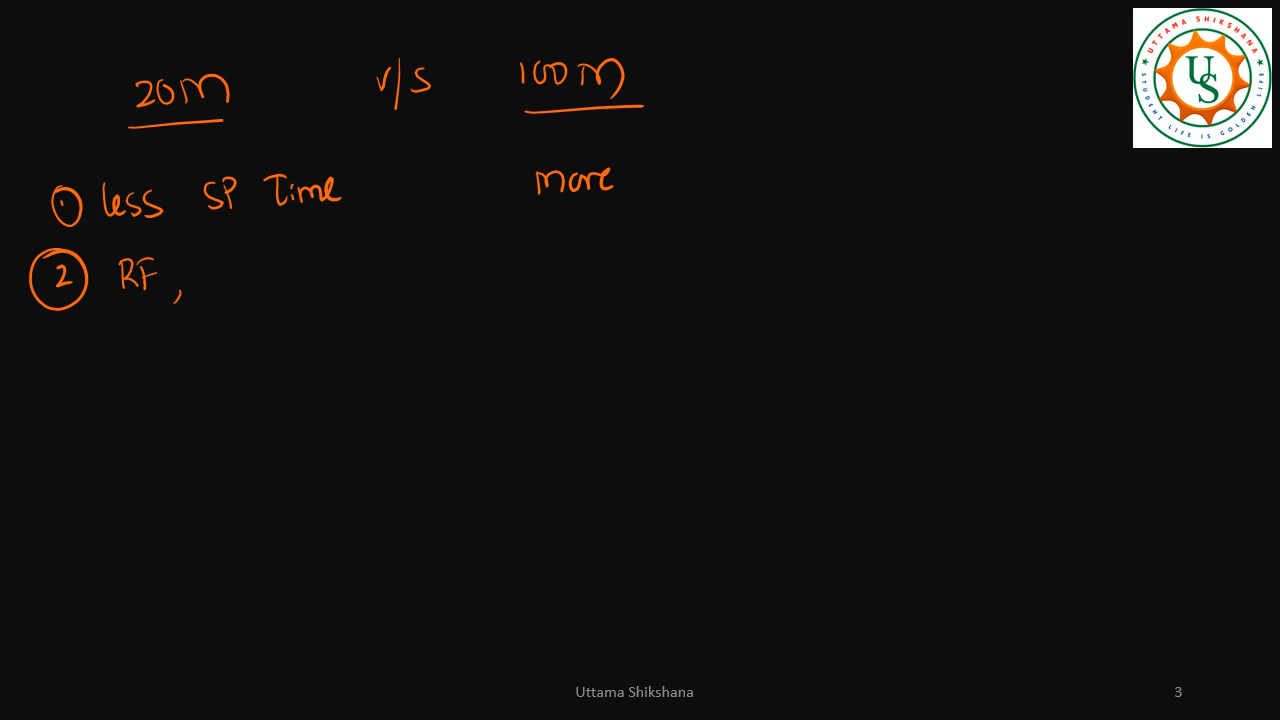 20M v/s 100M
1 less SP Time more
2 RF,
UTTAMA SHIKSHANA
US
STUDENT LIFE IS GOLDEN LIFE
Uttama Shikshana
3